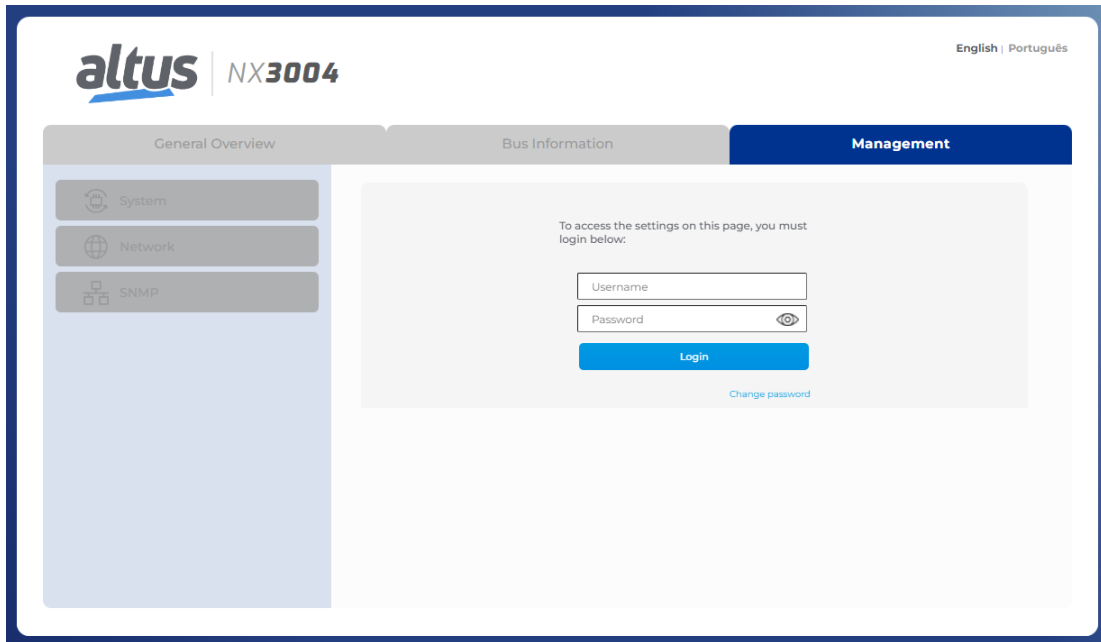 English | Português
altus NX3004
General Overview
Bus Information
Management
System
Network
SNMP
To access the settings on this page, you must
login below:
Username
Password
Login
Change password